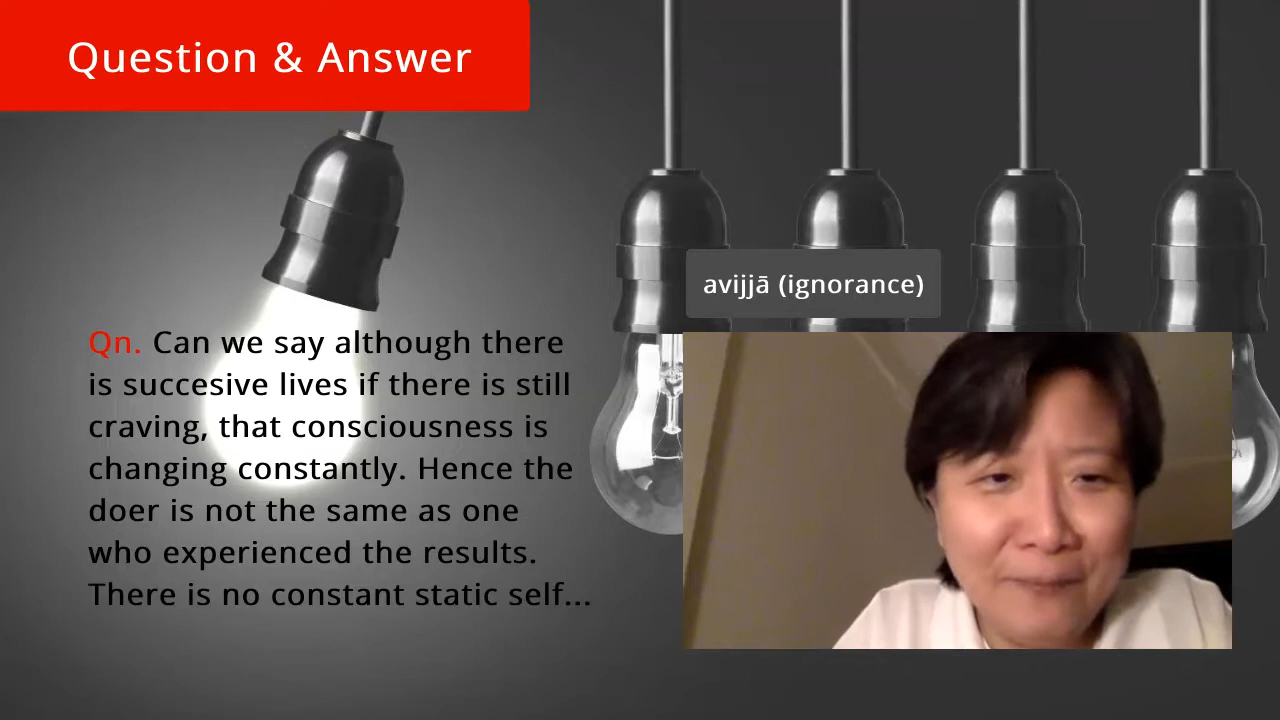 Question & Answer
avijjā (ignorance)
Qn. Can we say although there
is succesive lives if there is still
craving, that consciousness is
changing constantly. Hence the
doer is not the same as one
who experienced the results.
There is no constant static self...